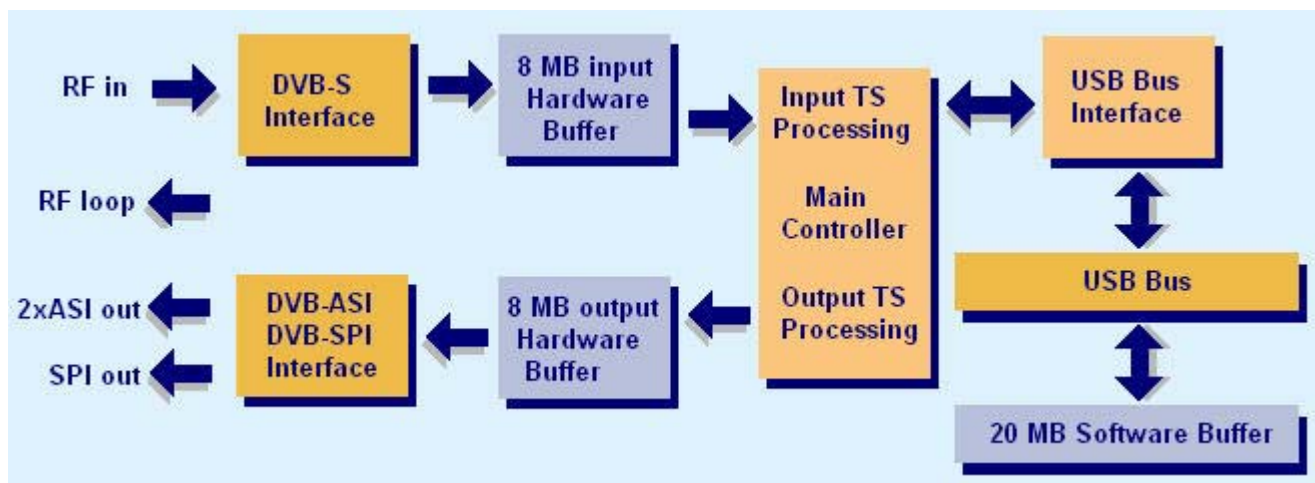 RF in
DVB-S
Interface
8 MB input
Hardware
Buffer
Input TS
Processing
Main
Controller
Output TS
Processing
USB Bus
Interface
RF loop
2xASI out
SPI out
DVB-ASI
DVB-SPI
Interface
8 MB output
Hardware
Buffer
USB Bus
20 MB Software Buffer